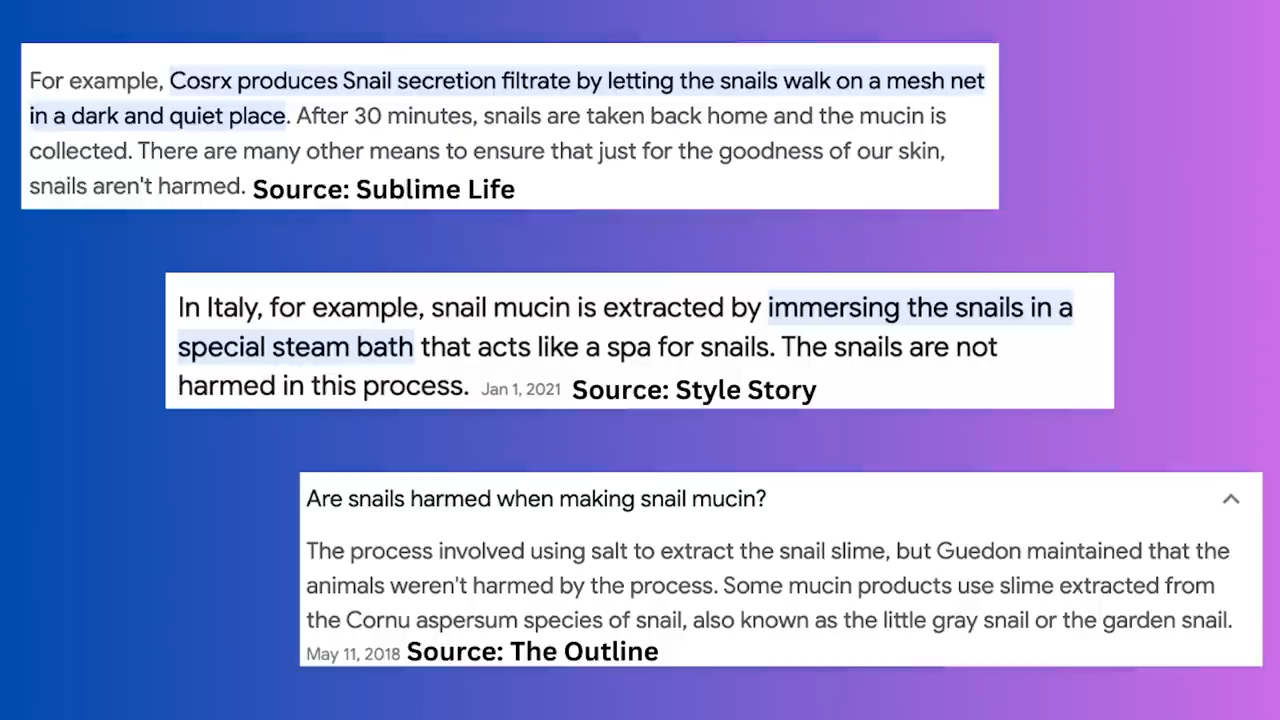 For example, Cosrx produces Snail secretion filtrate by letting the snails walk on a mesh net
in a dark and quiet place. After 30 minutes, snails are taken back home and the mucin is
collected. There are many other means to ensure that just for the goodness of our skin,
snails aren't harmed. Source: Sublime Life
In Italy, for example, snail mucin is extracted by immersing the snails in a
special steam bath that acts like a spa for snails. The snails are not
harmed in this process. Jan 1, 2021 Source: Style Story
Are snails harmed when making snail mucin?
The process involved using salt to extract the snail slime, but Guedon maintained that the
animals weren't harmed by the process. Some mucin products use slime extracted from
the Cornu aspersum species of snail, also known as the little gray snail or the garden snail.
May 11, 2018 Source: The Outline